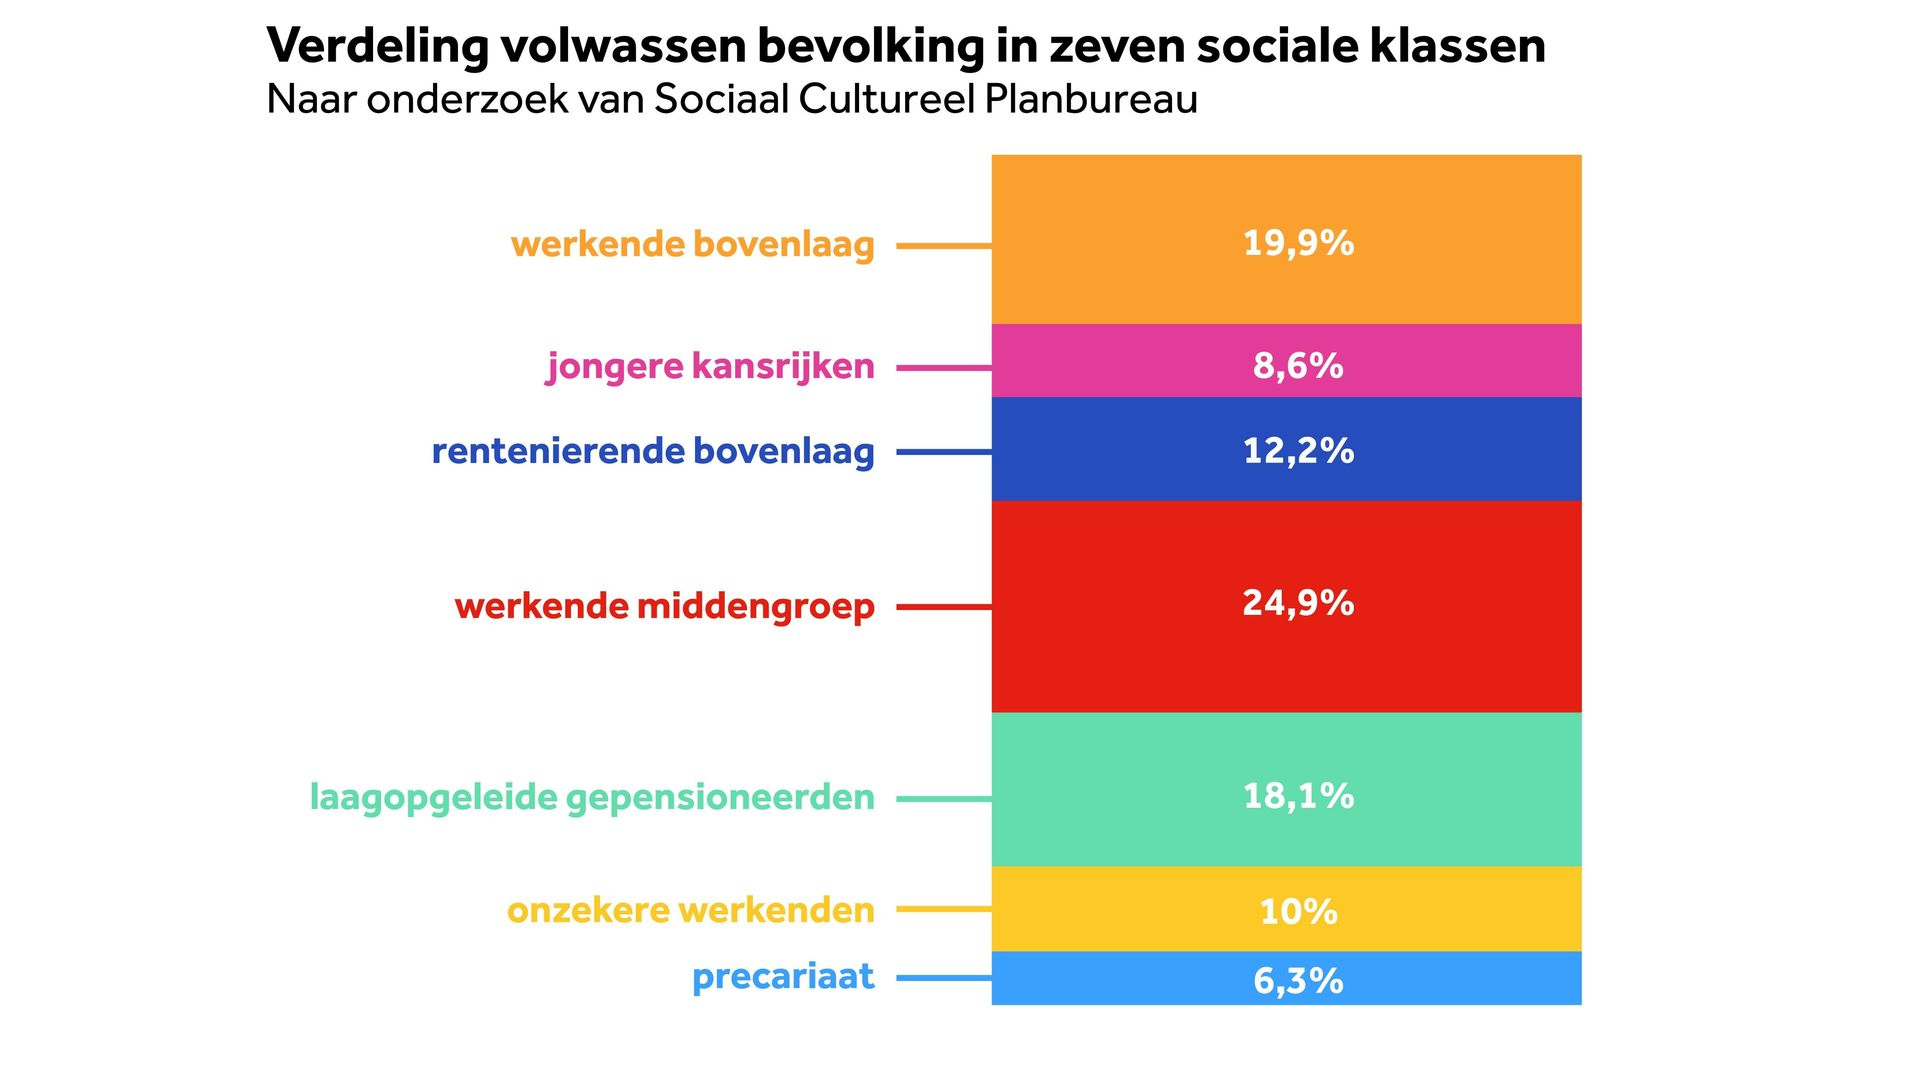 Verdeling volwassen bevolking in zeven sociale klassen
Naar onderzoek van Sociaal Cultureel Planbureau
werkende bovenlaag 19,9%
jongere kansrijken 8,6%
rentenierende bovenlaag 12,2%
werkende middengroep 24,9%
laagopgeleide gepensioneerden 18,1%
onzekere werkenden 10%
precariaat 6,3%